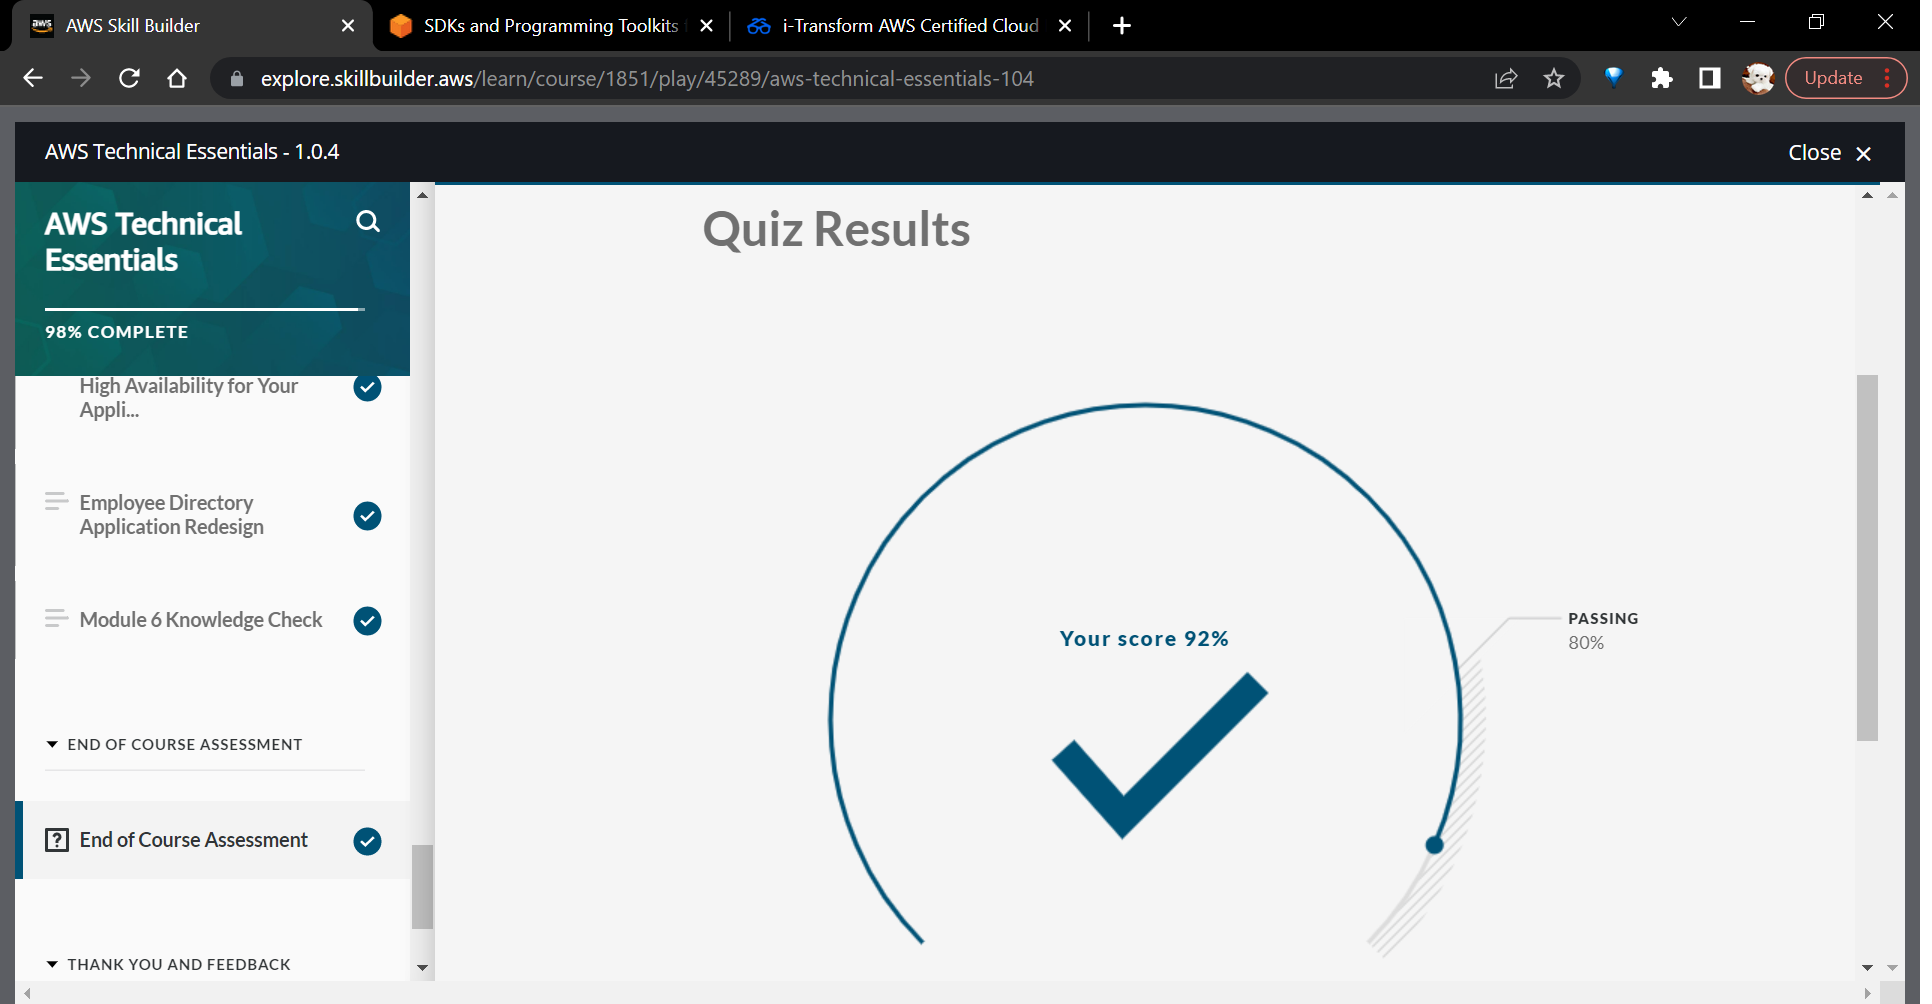 AWS Skill Builder
SDKs and Programming Toolkits
i-Transform AWS Certified Cloud
explore.skillbuilder.aws/learn/course/1851/play/45289/aws-technical-essentials-104
Update
AWS Technical Essentials - 1.0.4
Close
AWS Technical
Essentials
98% COMPLETE
High Availability for Your
Appli...
Employee Directory
Application Redesign
Module 6 Knowledge Check
END OF COURSE ASSESSMENT
End of Course Assessment
THANK YOU AND FEEDBACK
Quiz Results
Your score 92%
PASSING
80%